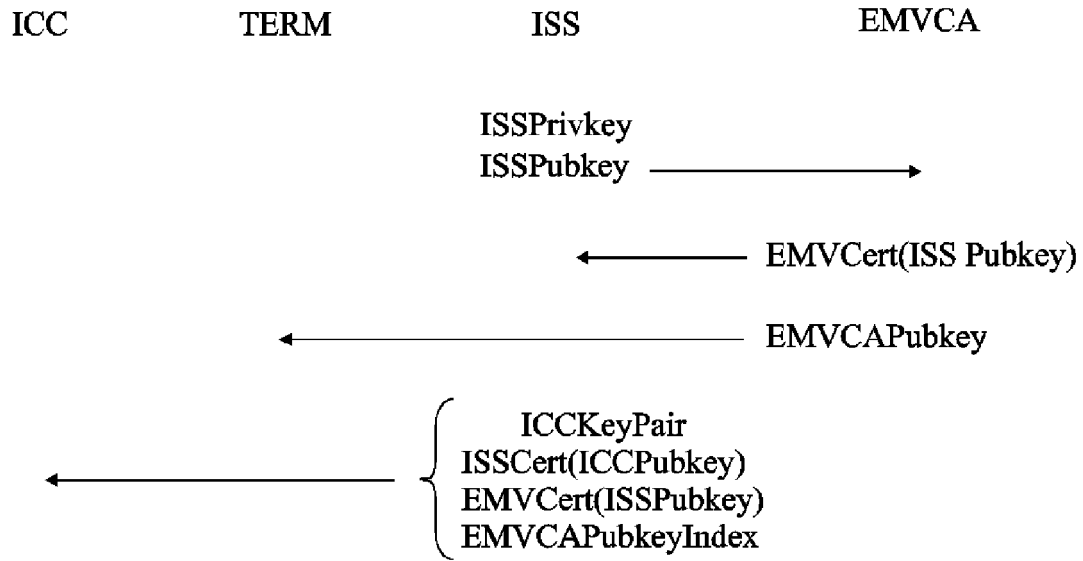 ICC TERM ISS EMVCA
ISSPrivkey
ISSPubkey
EMVCert(ISS Pubkey)
EMVCAPubkey
ICCKeyPair
ISSCert(ICCPubkey)
EMVCert(ISSPubkey)
EMVCAPubkeyIndex